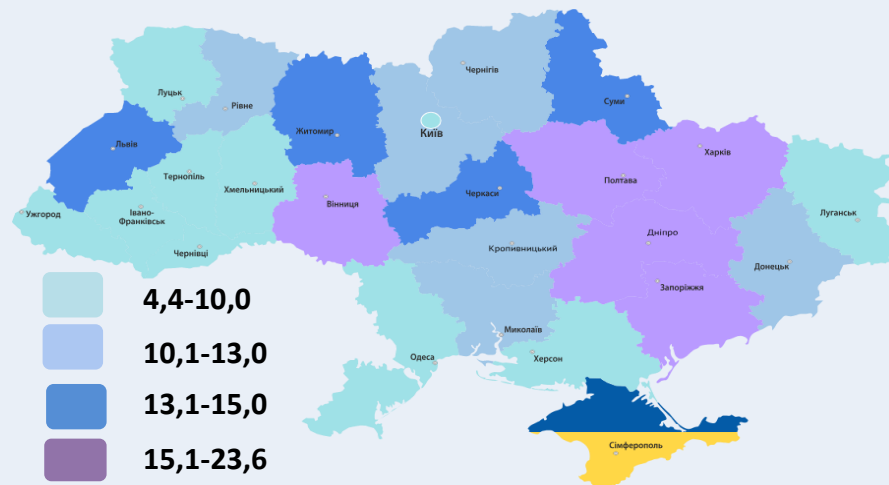 Чернігів
Луцьк
Рівне
Суми
Житомир
Київ
Львів
Харків
Тернопіль
Полтава
Хмельницький
Черкаси
Вінниця
Ужгород
Івано-
Франківськ
Луганськ
Дніпро
Чернівці
Кропивницький
Донецьк
Запоріжжя
4,4-10,0
10,1-13,0
Миколаїв
Одеса
Херсон
13,1-15,0
Сімферополь
15,1-23,6